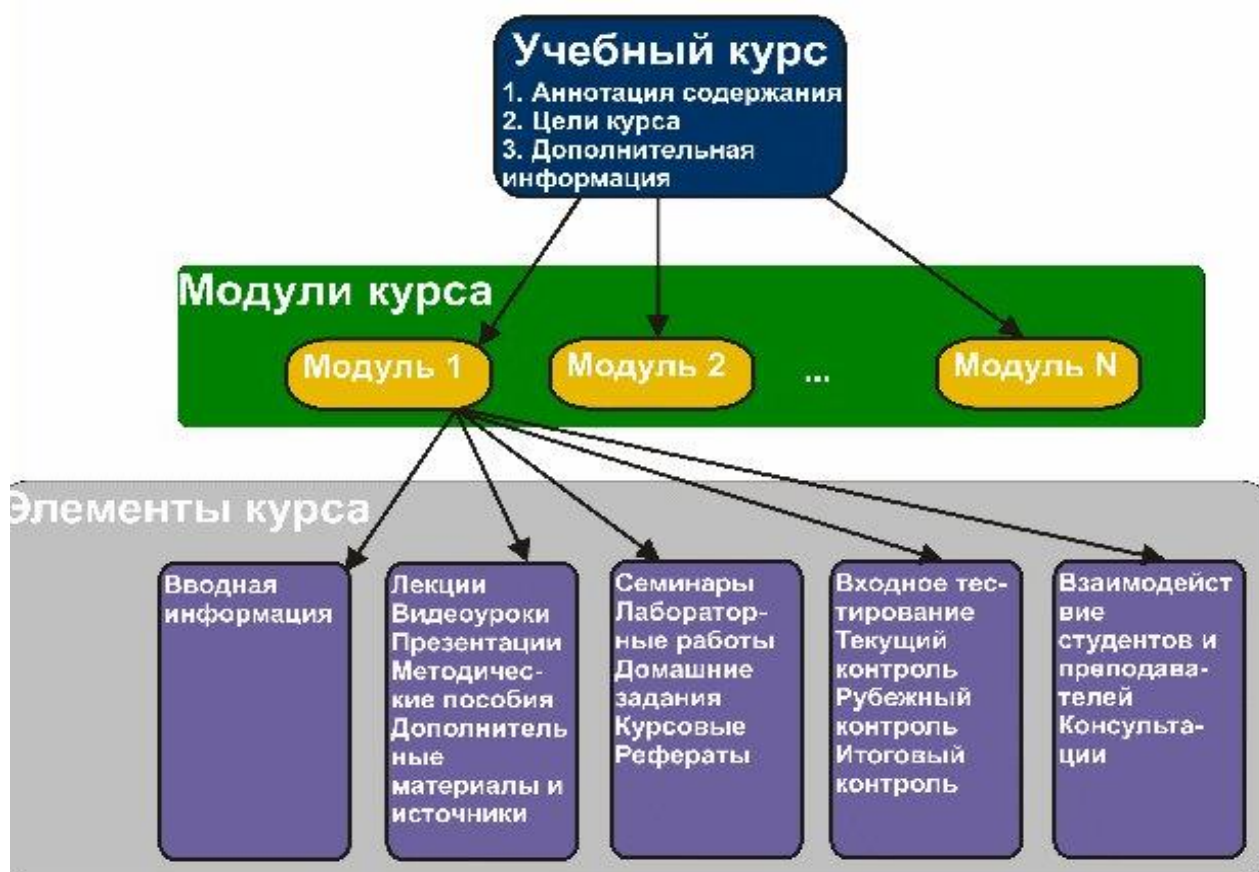 Учебный курс
1. Аннотация содержания
2. Цели курса
3. Дополнительная
информация
Модули курса
Модуль 1
Модуль 2
...
Модуль N
Элементы курса
Вводная
информация
Лекции
Видеоуроки
Презентации
Методичес-
кие пособия
Дополнитель
ные
материалы и
источники
Семинары
Лаборатор-
ные работы
Домашние
задания
Курсовые
Рефераты
Входное тес-
тирование
Текущий
контроль
Рубежный
контроль
Итоговый
контроль
Взаимодейст
вие
студентов и
преподава-
телей
Консульта-
ции